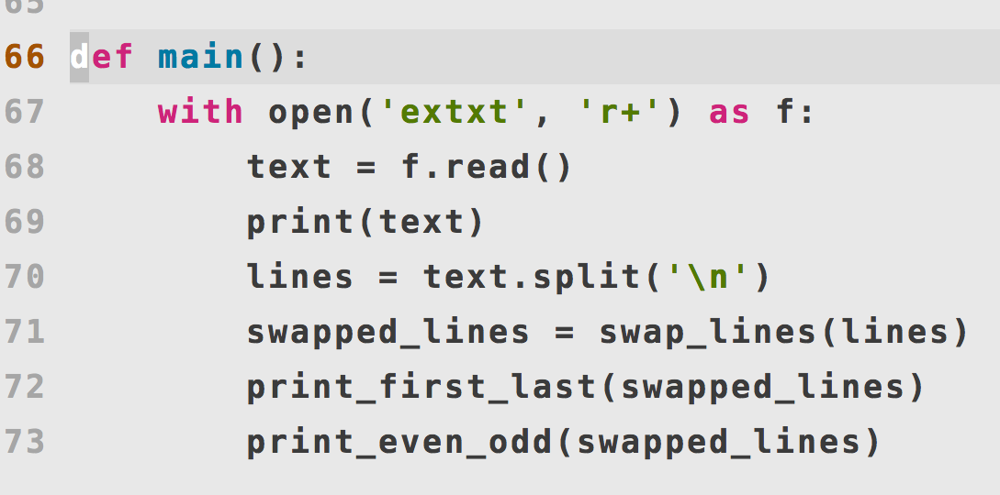 65
66 def main():
67     with open('extxt', 'r+') as f:
68         text = f.read()
69         print(text)
70         lines = text.split('\n')
71         swapped_lines = swap_lines(lines)
72         print_first_last(swapped_lines)
73         print_even_odd(swapped_lines)